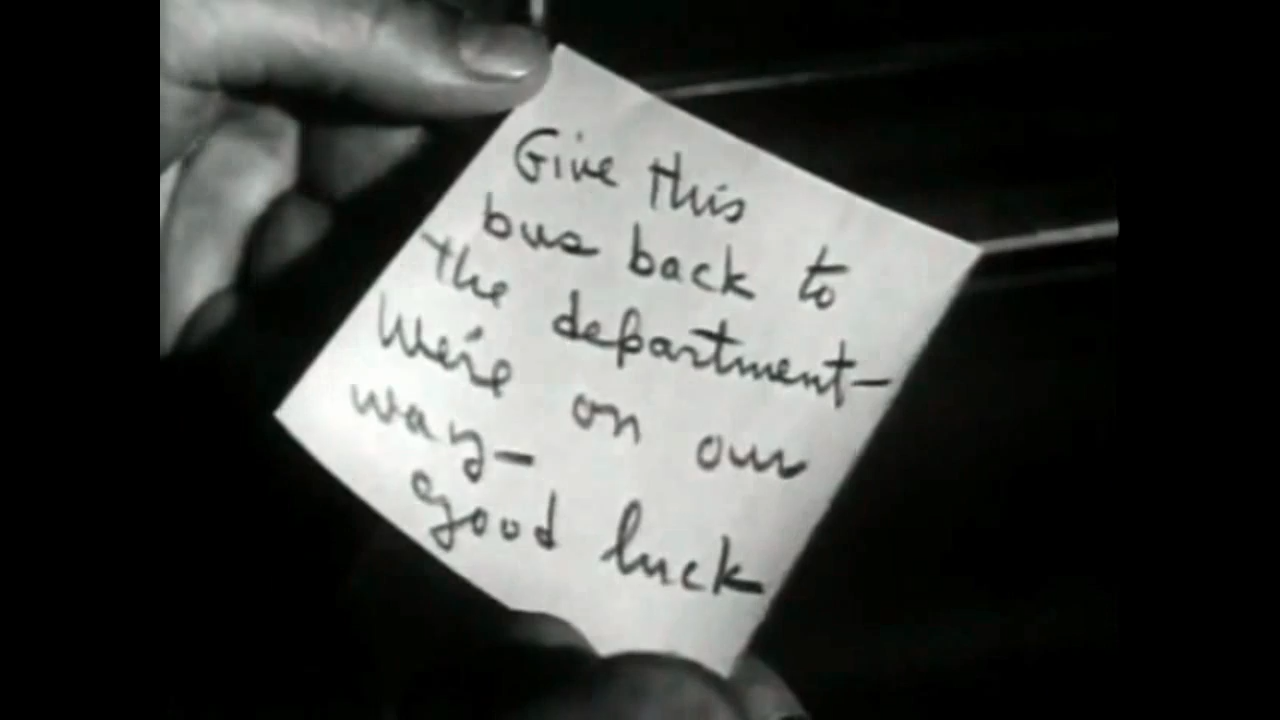 Give this
bus back to
the department-
We're on our
way-
good luck